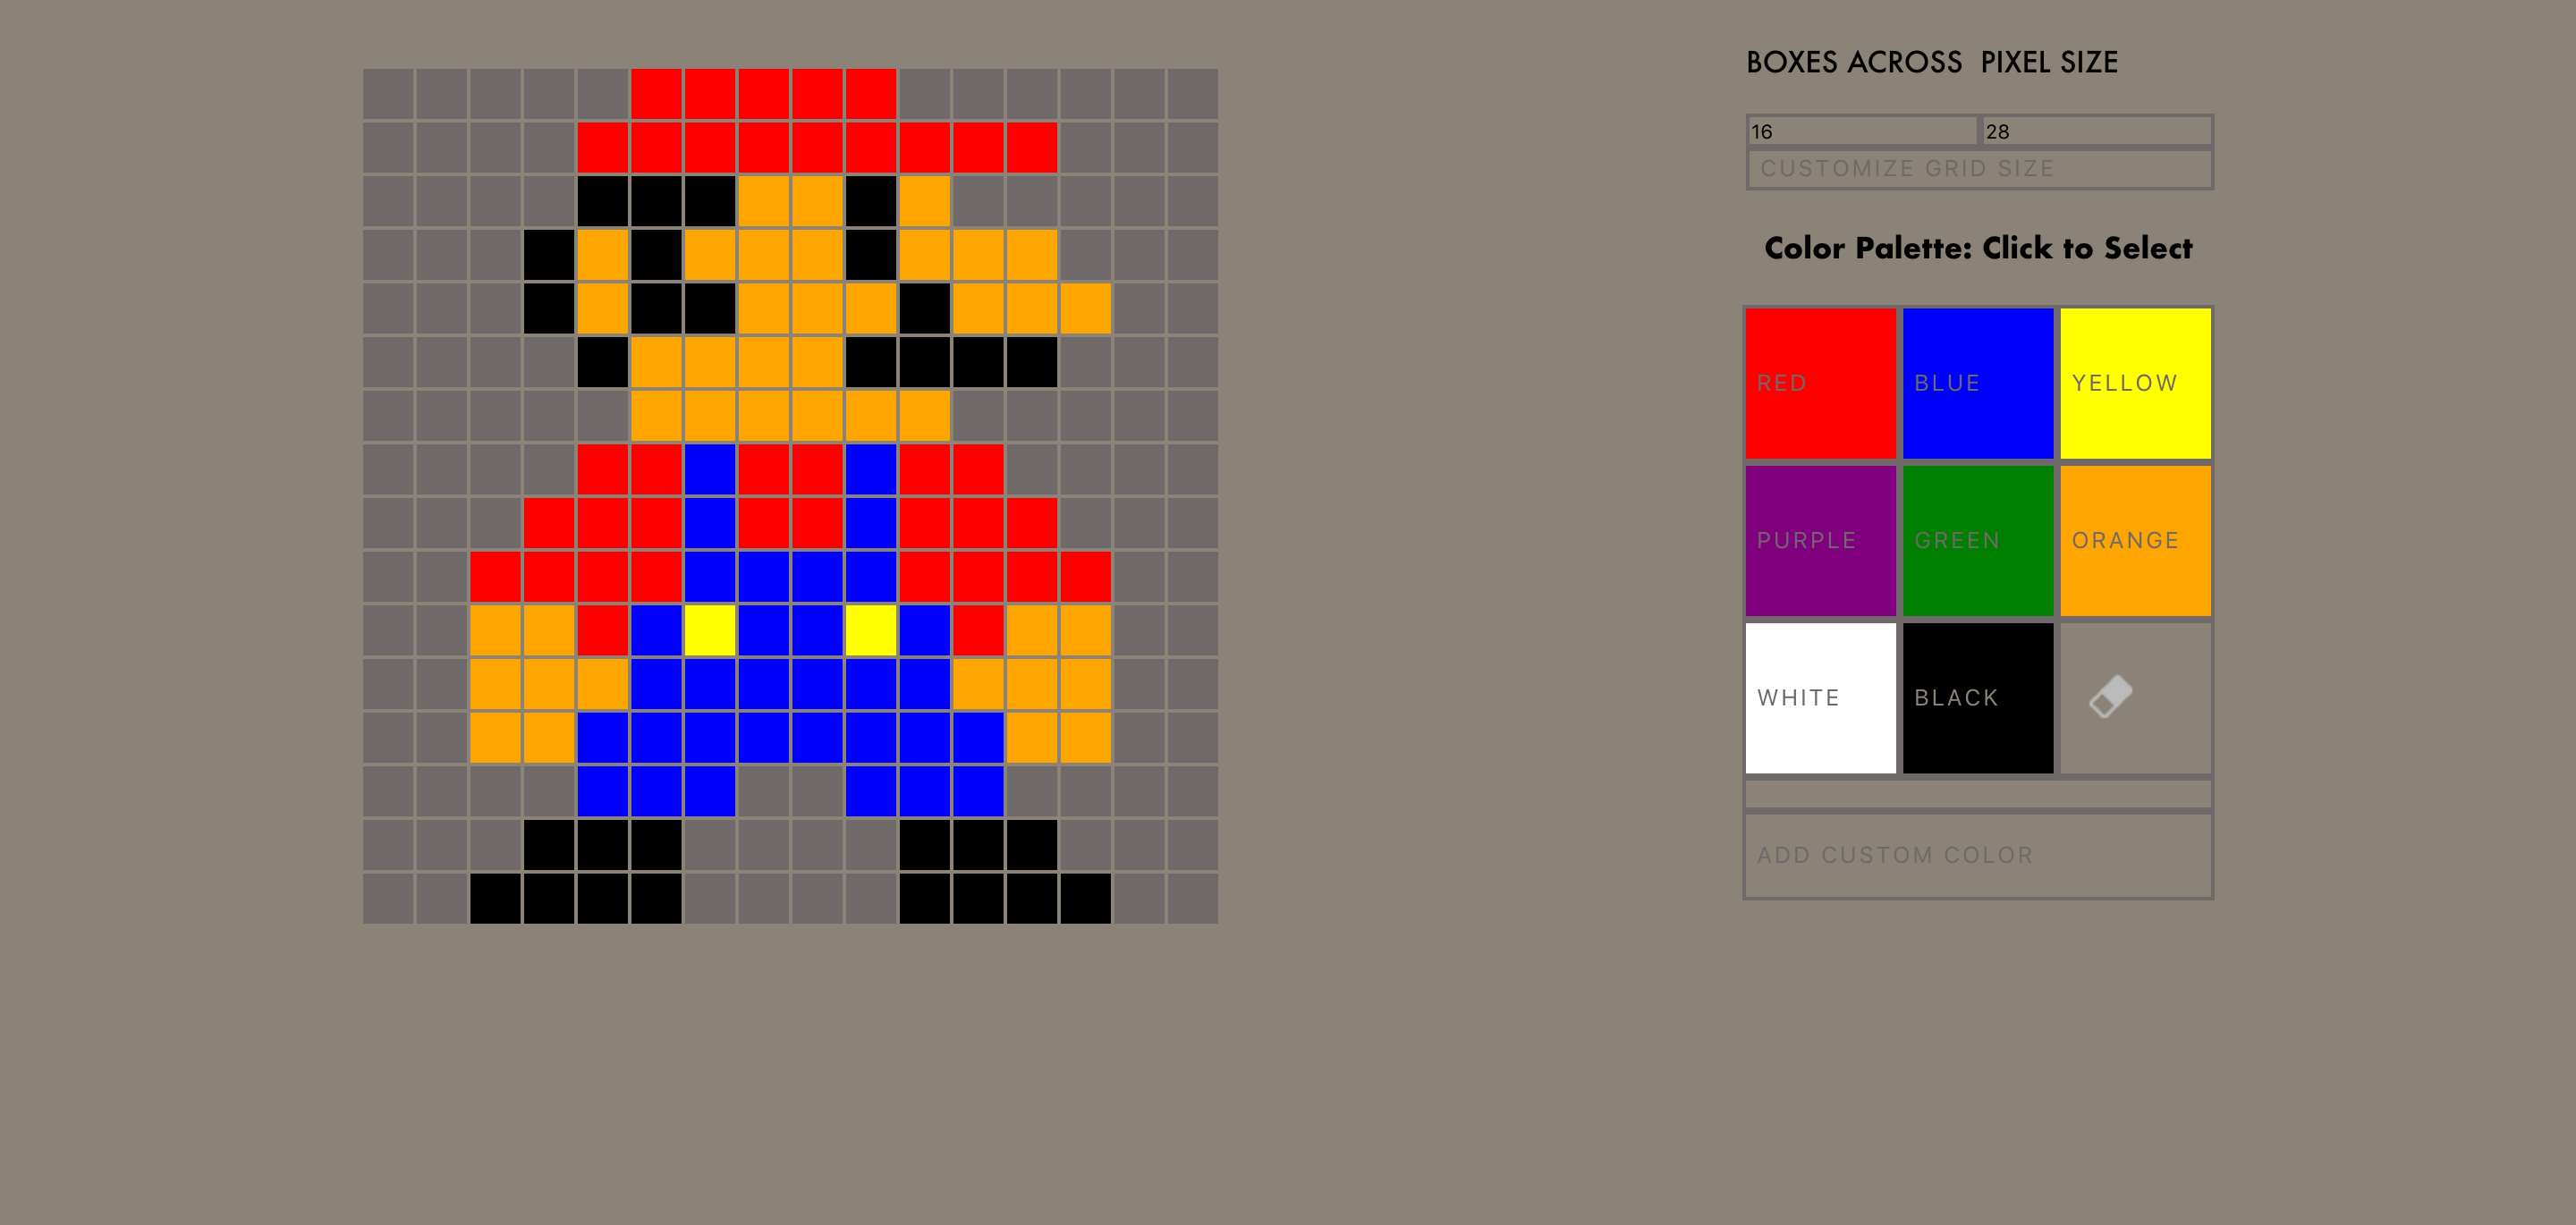 BOXES ACROSS PIXEL SIZE
16 28
CUSTOMIZE GRID SIZE
Color Palette: Click to Select
RED BLUE YELLOW
PURPLE GREEN ORANGE
WHITE BLACK
ADD CUSTOM COLOR